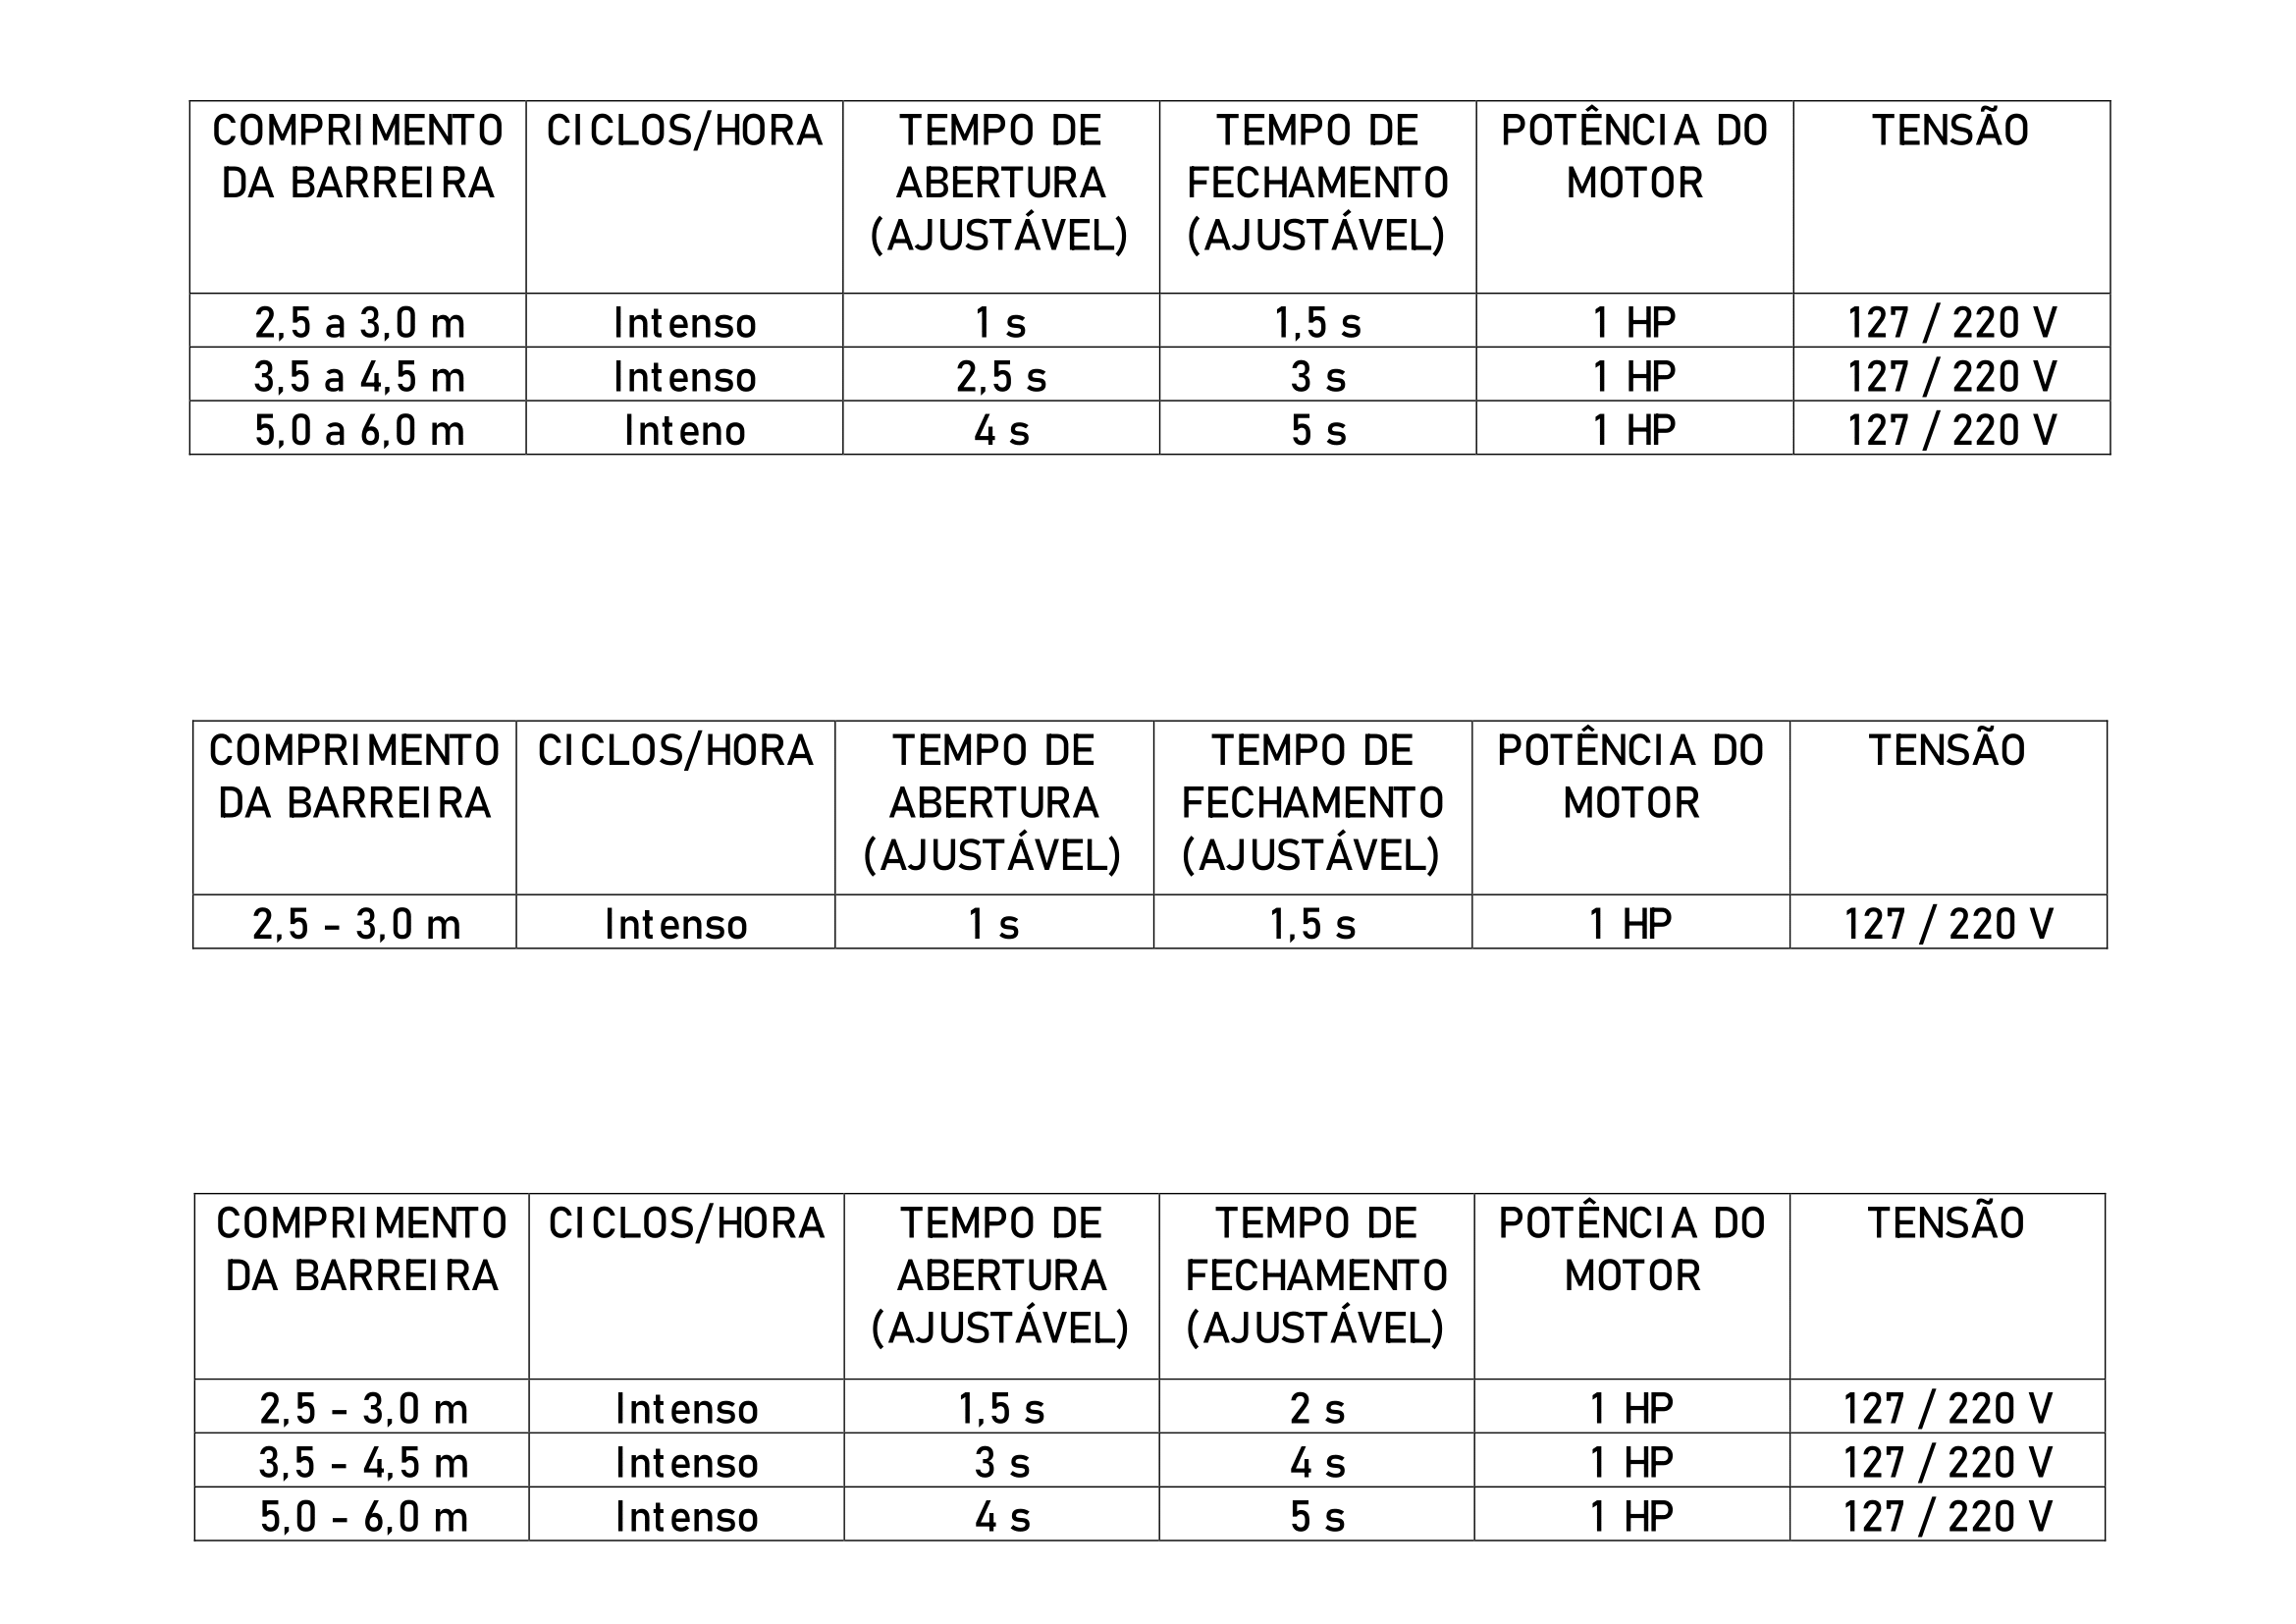 COMPRIMENTO CICLOS/HORA TEMPO DE TEMPO DE POTÊNCIA DO TENSÃO
DA BARREIRA ABERTURA FECHAMENTO MOTOR
(AJUSTÁVEL) (AJUSTÁVEL)
2,5 a 3,0 m Intenso 1 s 1,5 s 1 HP 127 / 220 V
3,5 a 4,5 m Intenso 2,5 s 3 s 1 HP 127 / 220 V
5,0 a 6,0 m Inteno 4 s 5 s 1 HP 127 / 220 V
COMPRIMENTO CICLOS/HORA TEMPO DE TEMPO DE POTÊNCIA DO TENSÃO
DA BARREIRA ABERTURA FECHAMENTO MOTOR
(AJUSTÁVEL) (AJUSTÁVEL)
2,5 - 3,0 m Intenso 1 s 1,5 s 1 HP 127 / 220 V
COMPRIMENTO CICLOS/HORA TEMPO DE TEMPO DE POTÊNCIA DO TENSÃO
DA BARREIRA ABERTURA FECHAMENTO MOTOR
(AJUSTÁVEL) (AJUSTÁVEL)
2,5 - 3,0 m Intenso 1,5 s 2 s 1 HP 127 / 220 V
3,5 - 4,5 m Intenso 3 s 4 s 1 HP 127 / 220 V
5,0 - 6,0 m Intenso 4 s 5 s 1 HP 127 / 220 V